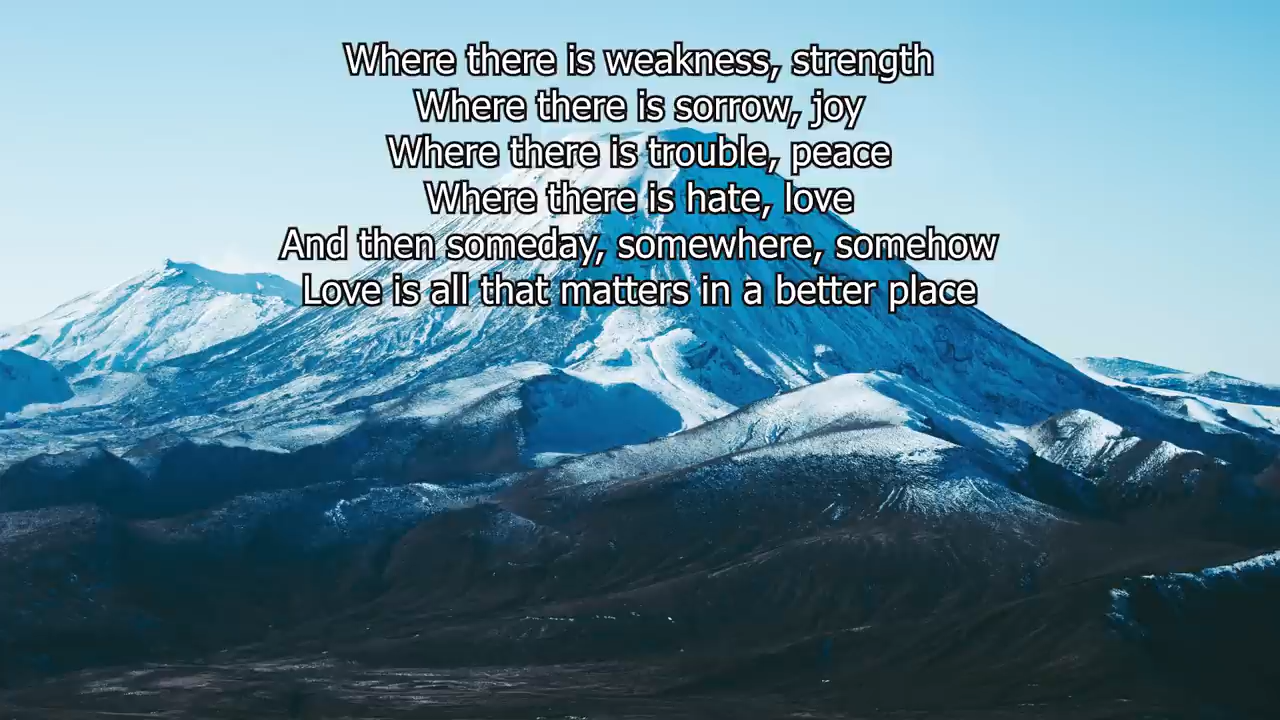 Where there is weakness, strength
Where there is sorrow, joy
Where there is trouble, peace
Where there is hate, love
And then someday, somewhere, somehow
Love is all that matters in a better place